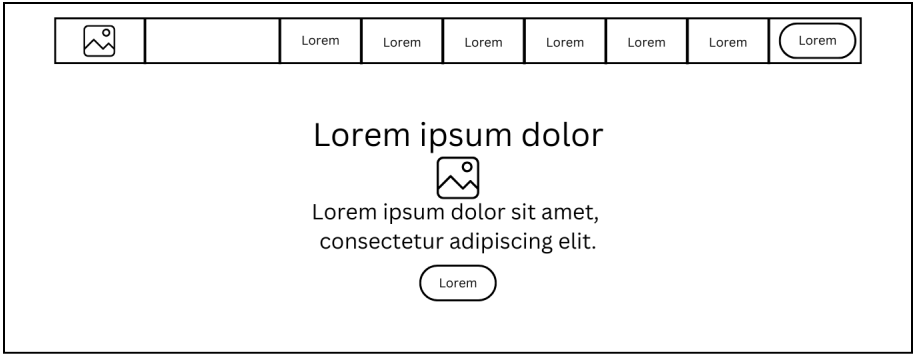 Lorem Lorem Lorem Lorem Lorem Lorem Lorem
Lorem ipsum dolor
Lorem ipsum dolor sit amet,
consectetur adipiscing elit.
Lorem